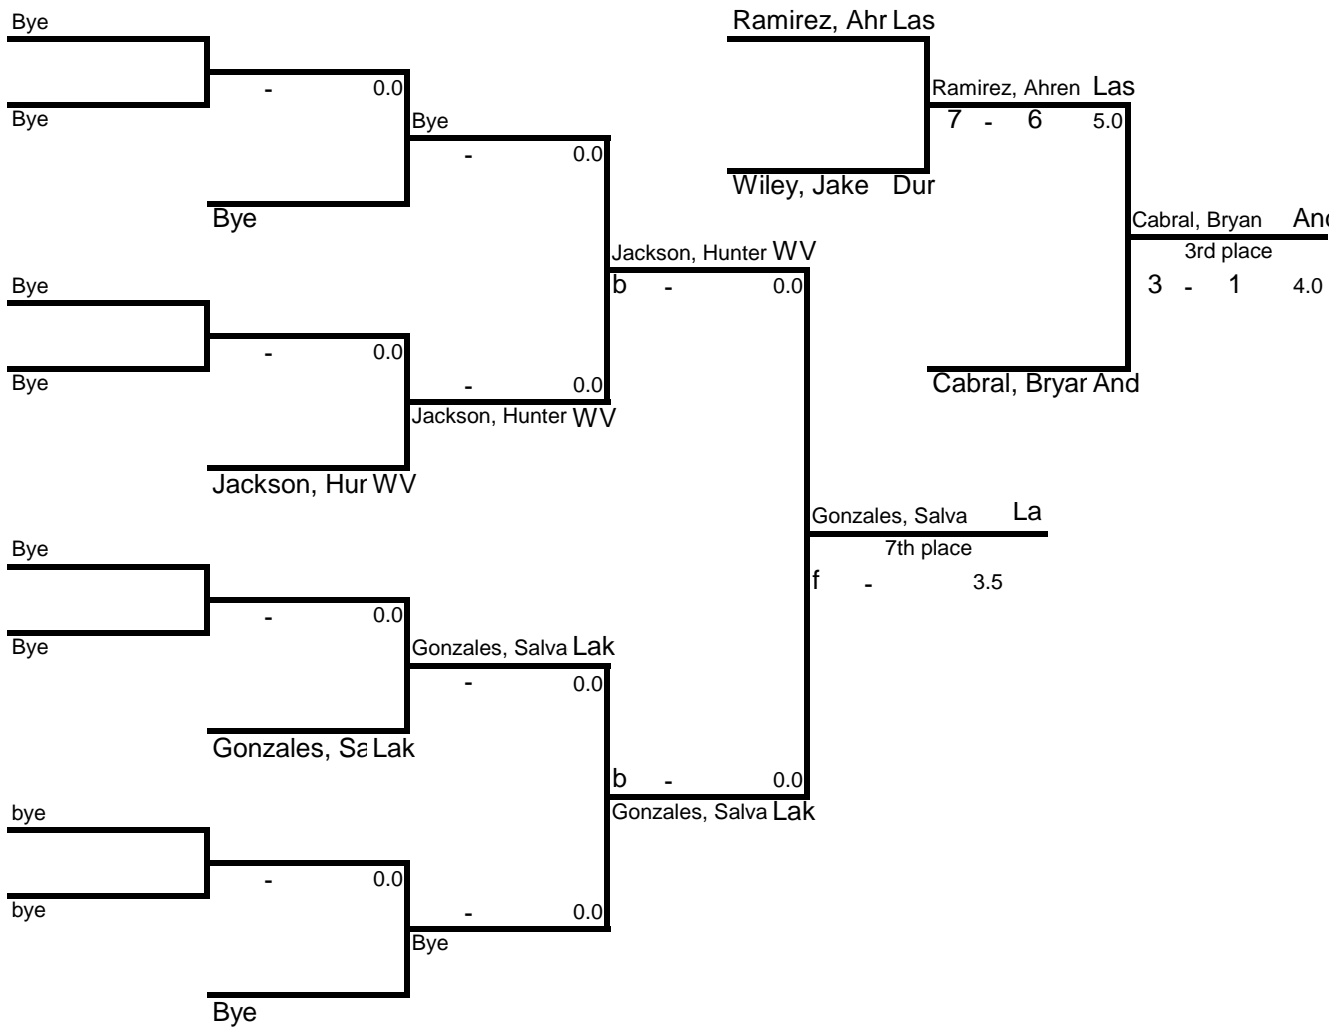 Bye
Bye
- 0.0
Bye
Bye
- 0.0
Bye
Bye
- 0.0
Jackson, Hur WV
- 0.0
Jackson, Hunter WV
Jackson, Hunter WV
b - 0.0
Bye
Bye
- 0.0
Gonzales, Sa Lak
Gonzales, Salva Lak
- 0.0
bye
bye
- 0.0
Bye
- 0.0
Bye
b - 0.0
Gonzales, Salva Lak
Gonzales, Salva La
7th place
f - 3.5
Ramirez, Ahr Las
Wiley, Jake Dur
Ramirez, Ahren Las
7 - 6 5.0
Cabral, Bryar And
Cabral, Bryan And
3rd place
3 - 1 4.0